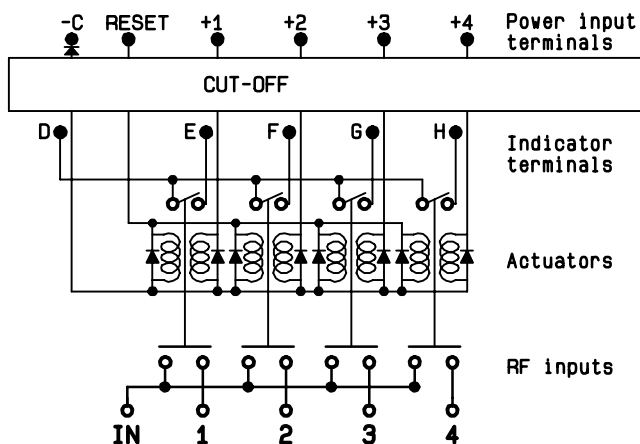 -C RESET +1 +2 +3 +4 Power input
terminals
CUT-OFF
D E F G H Indicator
terminals
Actuators
RF inputs
IN 1 2 3 4